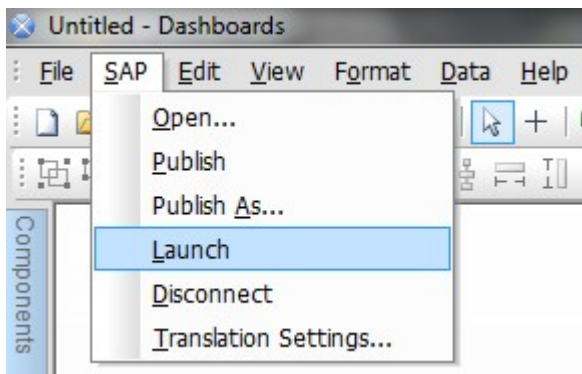 Untitled - Dashboards
File SAP Edit View Format Data Help
Open...
Publish
Publish As...
Launch
Disconnect
Translation Settings...
Components